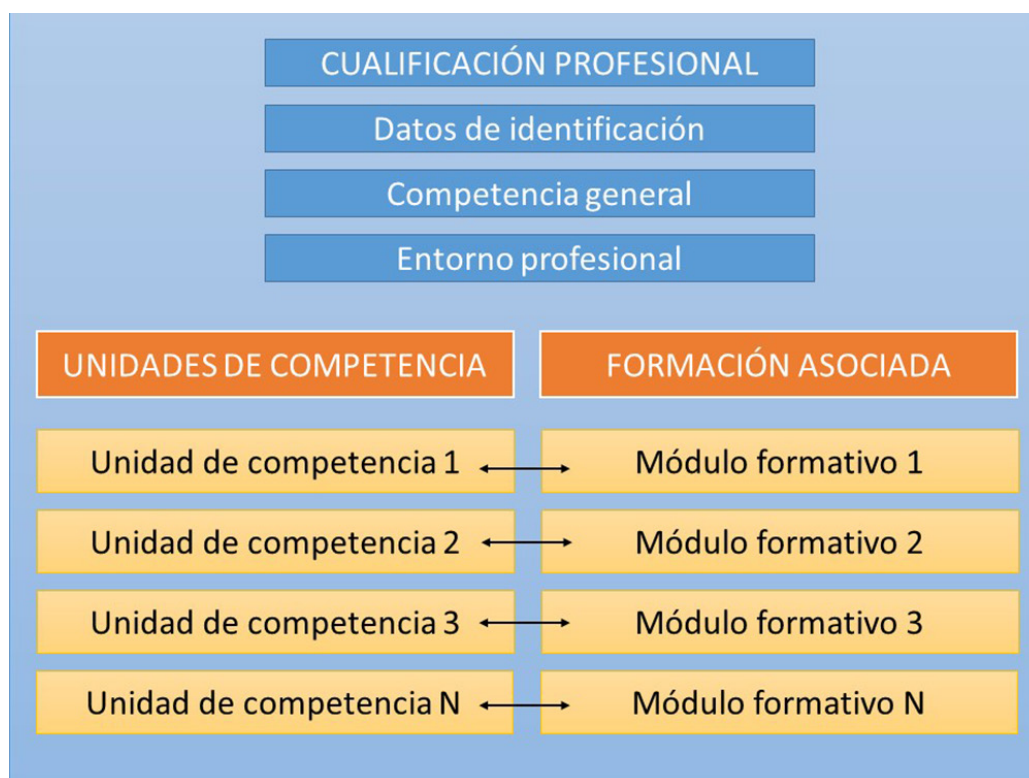 CUALIFICACIÓN PROFESIONAL
Datos de identificación
Competencia general
Entorno profesional
UNIDADES DE COMPETENCIA
FORMACIÓN ASOCIADA
Unidad de competencia 1
Módulo formativo 1
Unidad de competencia 2
Módulo formativo 2
Unidad de competencia 3
Módulo formativo 3
Unidad de competencia N
Módulo formativo N